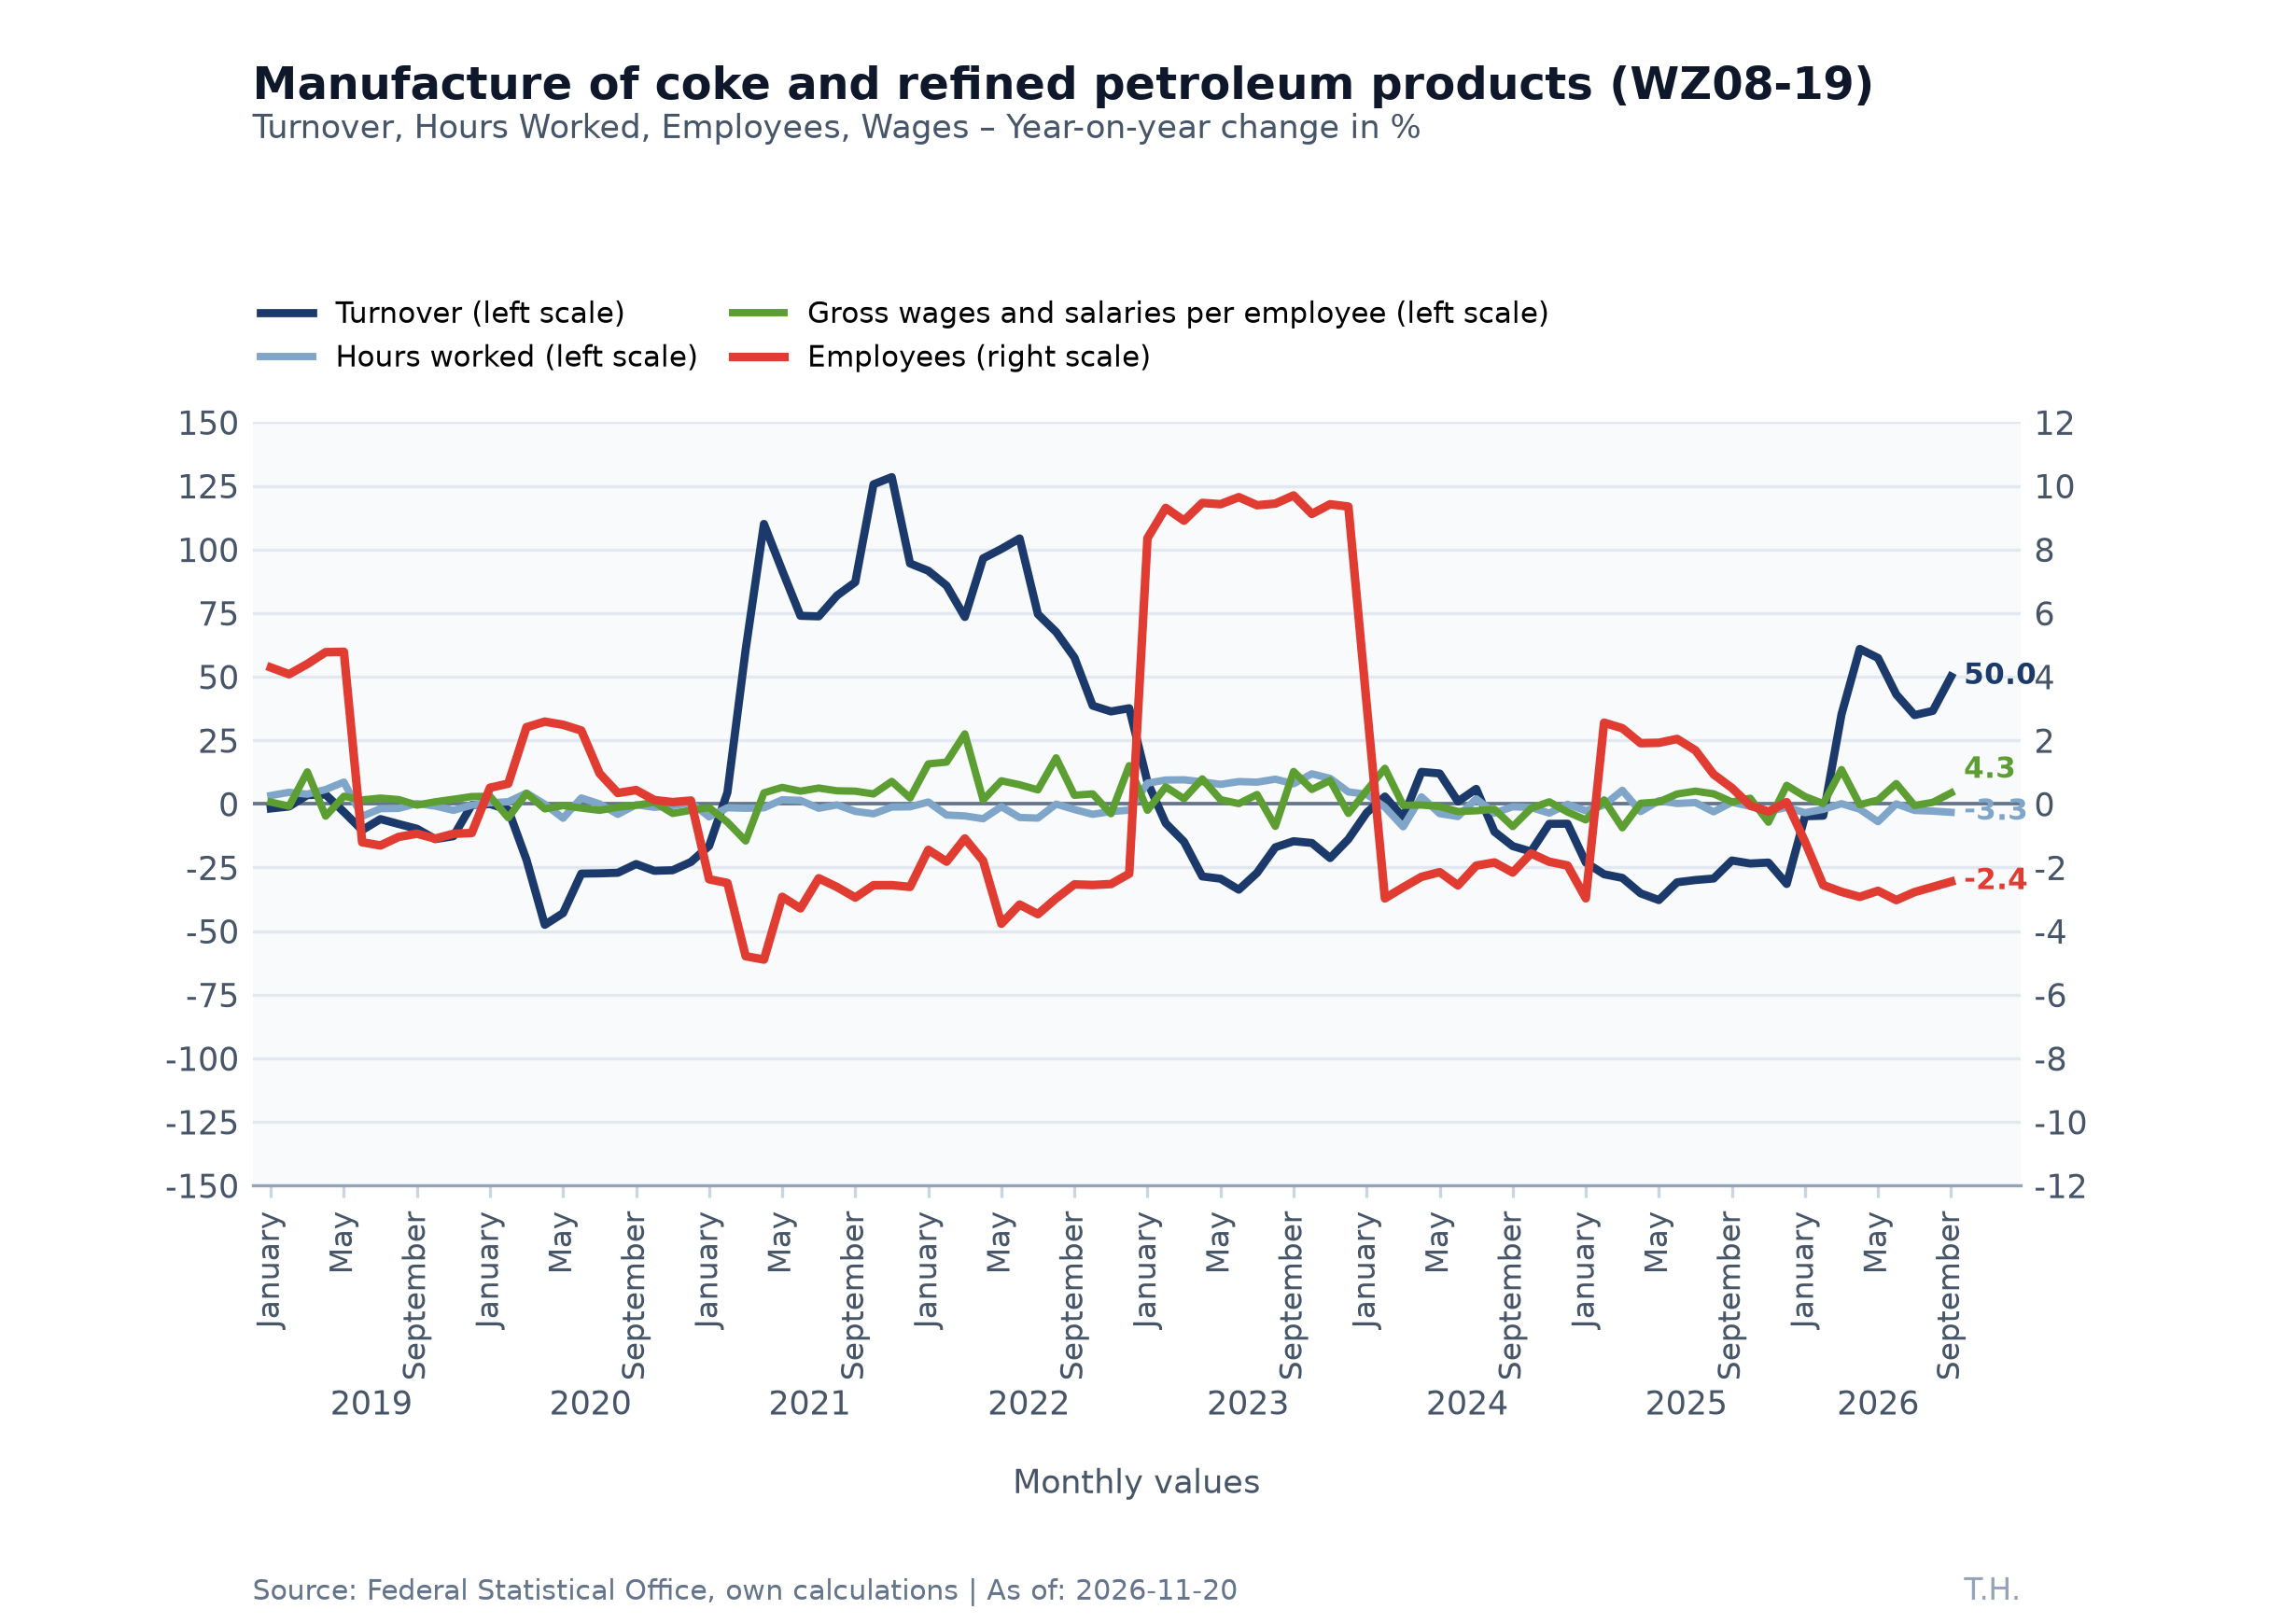 Manufacture of coke and refined petroleum products (WZ08-19)
Turnover, Hours Worked, Employees, Wages – Year-on-year change in %
Turnover (left scale)
Gross wages and salaries per employee (left scale)
Hours worked (left scale)
Employees (right scale)
150 12
125 10
100 8
75 6
50 50.0 4
25 2
4.3
0 0
-3.3
-25 -2.4 -2
-50 -4
-75 -6
-100 -8
-125 -10
-150 -12
January May September January May September January May September January May September January May September January May September January May September January May September
2019 2020 2021 2022 2023 2024 2025 2026
Monthly values
Source: Federal Statistical Office, own calculations | As of: 2026-11-20
T.H.